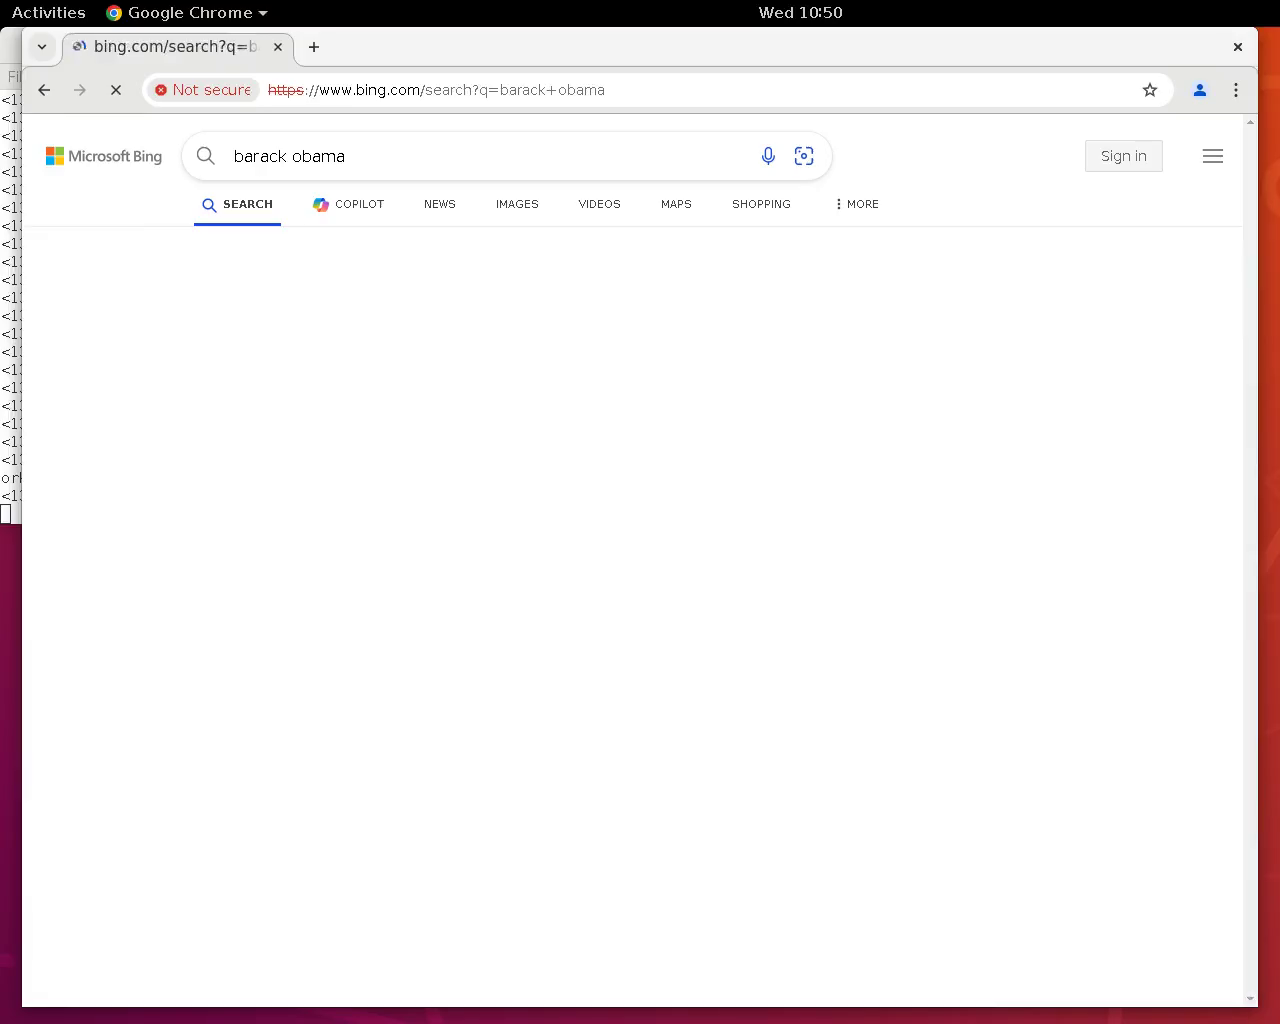 Activities Google Chrome Wed 10:50
bing.com/search?q=b
Not secure https://www.bing.com/search?q=barack+obama
Microsoft Bing barack obama Sign in
SEARCH COPILOT NEWS IMAGES VIDEOS MAPS SHOPPING MORE